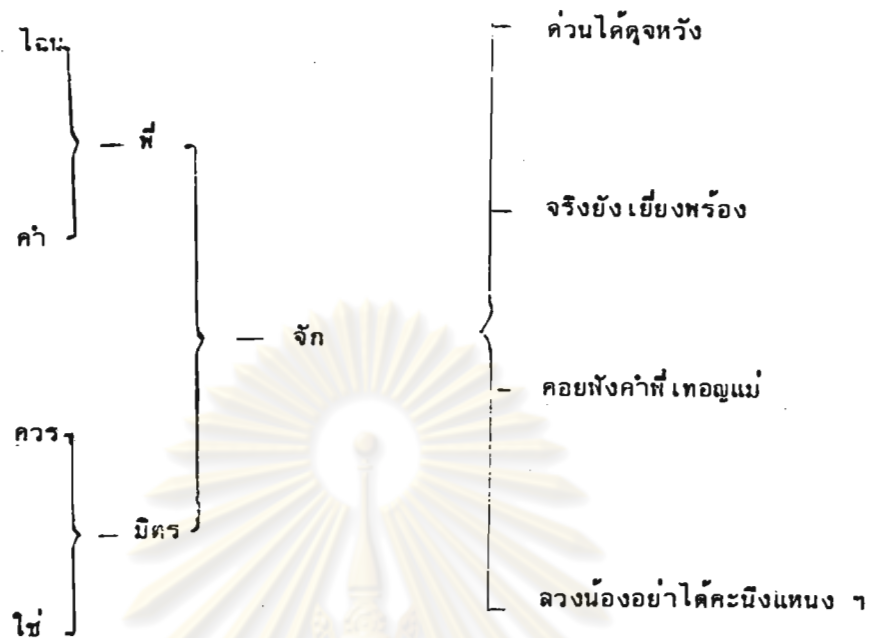 ด่วนได้ดุจหวัง
ไฉน
พี่
จริงยัง เยี่ยงพร้อง
คำ
จัก
คอยฟังคำพี่ เทอญแม่
ควร
มิตร
ลวงน้องอย่าได้คะนึงแหนง ๆ
ใช่